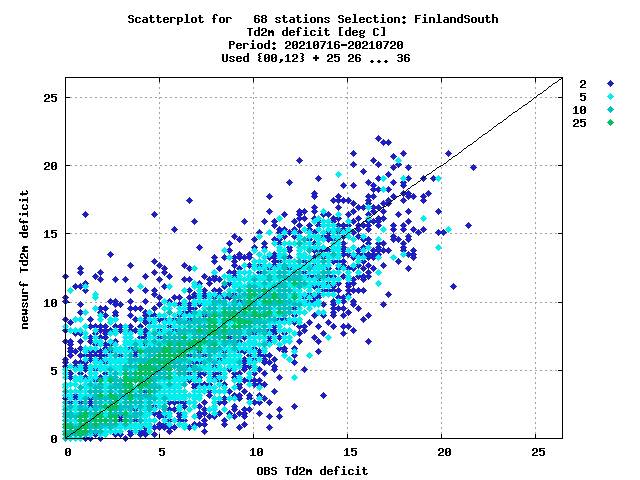 Scatterplot for   68 stations Selection: FinlandSouth
Td2m deficit [deg C]
Period: 20210716-20210720
Used {00,12} + 25 26 ... 36
2
5
10
25
newsurf Td2m deficit
25
20
15
10
5
0
0 5 10 15 20 25
OBS Td2m deficit